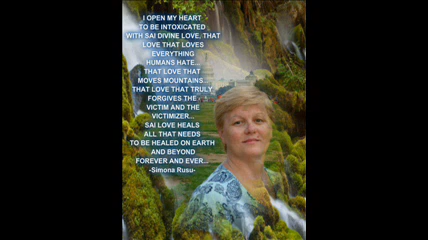 I OPEN MY HEART
TO BE INTOXICATED
WITH SAI DIVINE LOVE, THAT
LOVE THAT LOVES
EVERYTHING
HUMANS HATE...
THAT LOVE THAT
MOVES MOUNTAINS...
THAT LOVE THAT TRULY
FORGIVES THE
VICTIM AND THE
VICTIMIZER...
SAI LOVE HEALS
ALL THAT NEEDS
TO BE HEALED ON EARTH
AND BEYOND
FOREVER AND EVER...
-Simona Rusu-